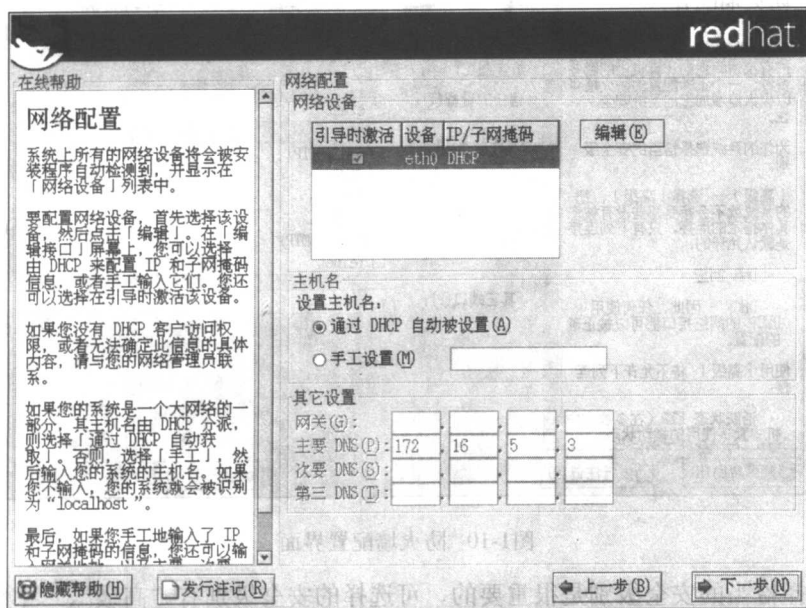 redhat.
在线帮助
网络配置
系统上所有的网络设备将会被安
装程序自动检测到，并显示在
「网络设备」列表中。
要配置网络设备，首先选择该设
备，然后点击「编辑」。在「编
辑接口」屏幕上，您可以选择
由 DHCP 来配置 IP 和子网掩码
信息，或者手工输入它们。您还
可以选择在引导时激活该设备。
如果您没有 DHCP 客户访问权
限，或者无法确定此信息的具体
内容，请与您的网络管理员联
系。
如果您的系统是一个大网络的一
部分，其主机名由 DHCP 分派，
则选择「通过 DHCP 自动获
取」。否则，选择「手工」，然
后输入您的系统的主机名。如果
您不输入，您的系统就会被识别
为“localhost”。
最后，如果您手工地输入了 IP
和子网掩码的信息，您还可以输
网络配置
网络设备
引导时激活 设备 IP/子网掩码
eth0 DHCP
编辑(E)
主机名
设置主机名：
通过 DHCP 自动被设置(A)
手工设置(M)
其它设置
网关(G)：
主要 DNS(P)：172 . 16 . 5 . 3
次要 DNS(S)：
第三 DNS(T)：
隐藏帮助(H)
发行注记(R)
上一步(B)
下一步(N)